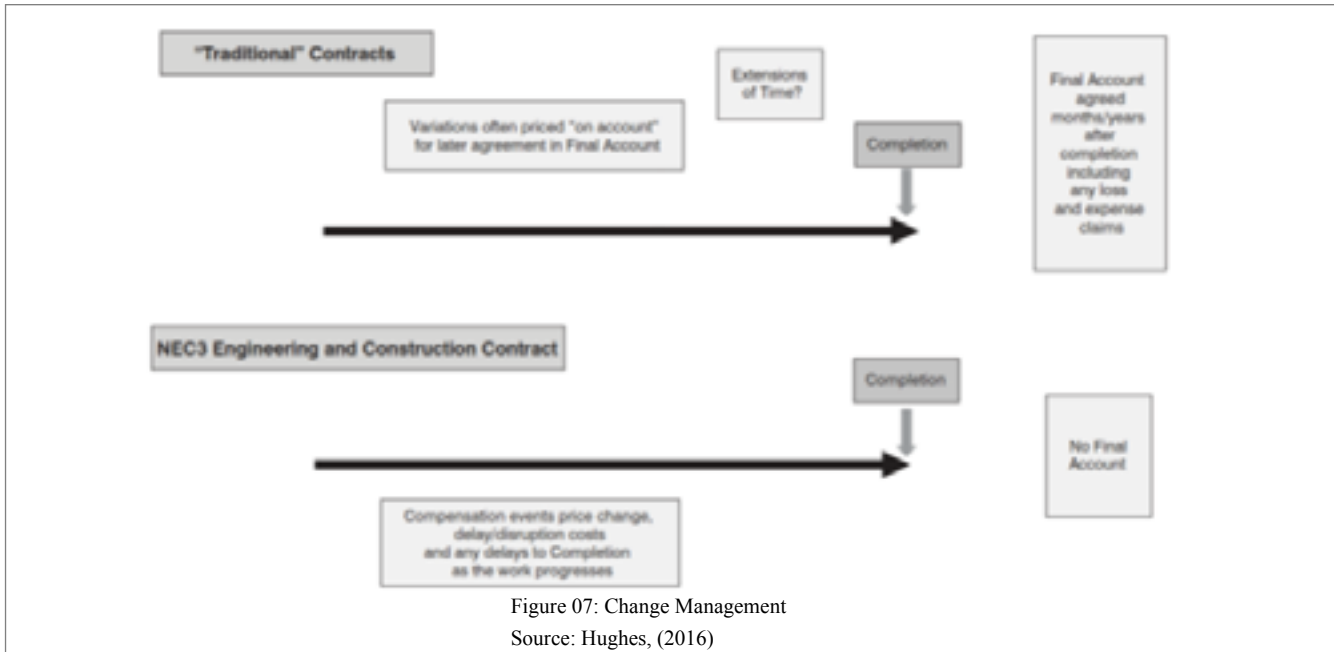 "Traditional" Contracts
Extensions
of Time?
Variations often priced "on account"
for later agreement in Final Account
Completion
Final Account
agreed
months/years
after
completion
including
any loss
and expense
claims
NEC3 Engineering and Construction Contract
Completion
No Final
Account
Compensation events price change,
delay/disruption costs
and any delays to Completion
as the work progresses
Figure 07: Change Management
Source: Hughes, (2016)